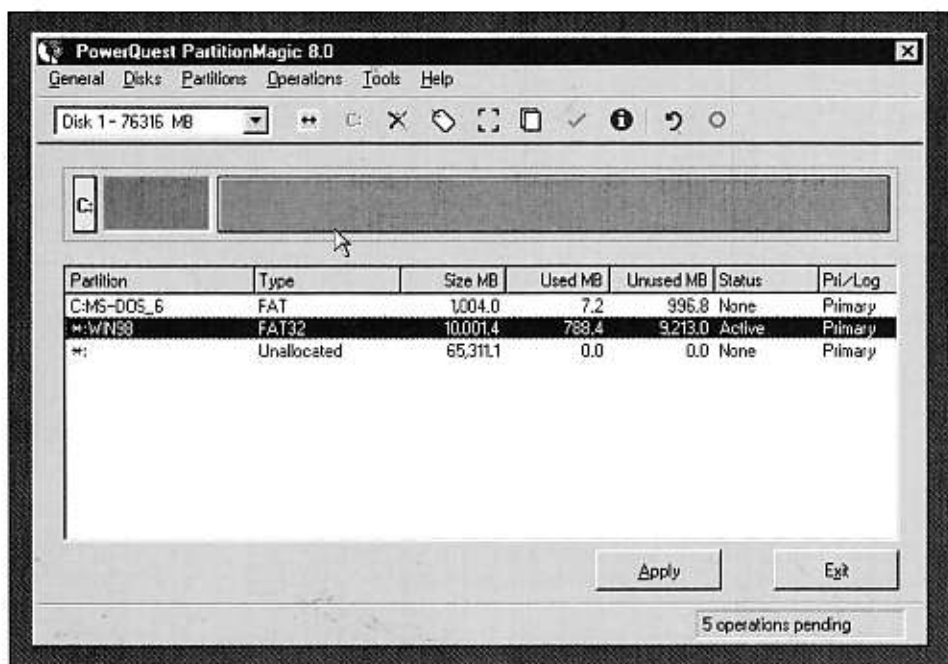 PowerQuest PartitionMagic 8.0
General Disks Partitions Operations Tools Help
Disk 1 - 76316 MB
C:
C:
Partition Type Size MB Used MB Unused MB Status Pri/Log
C:MS-DOS_6 FAT 1,004.0 7.2 996.8 None Primary
*:WIN98 FAT32 10,001.4 788.4 9,213.0 Active Primary
*: Unallocated 65,311.1 0.0 0.0 None Primary
Apply Exit
5 operations pending